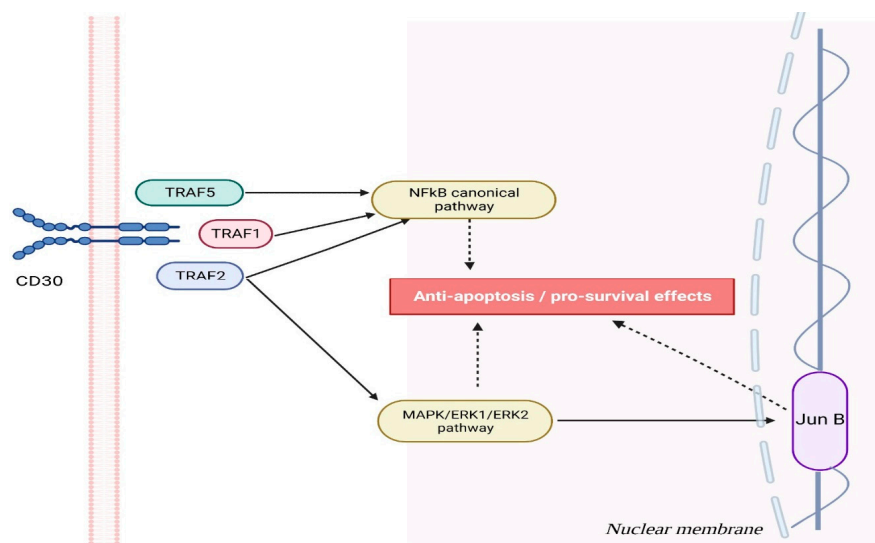 TRAF5
NFkB canonical
pathway
TRAF1
TRAF2
CD30
Anti-apoptosis / pro-survival effects
MAPK/ERK1/ERK2
pathway
Jun B
Nuclear membrane